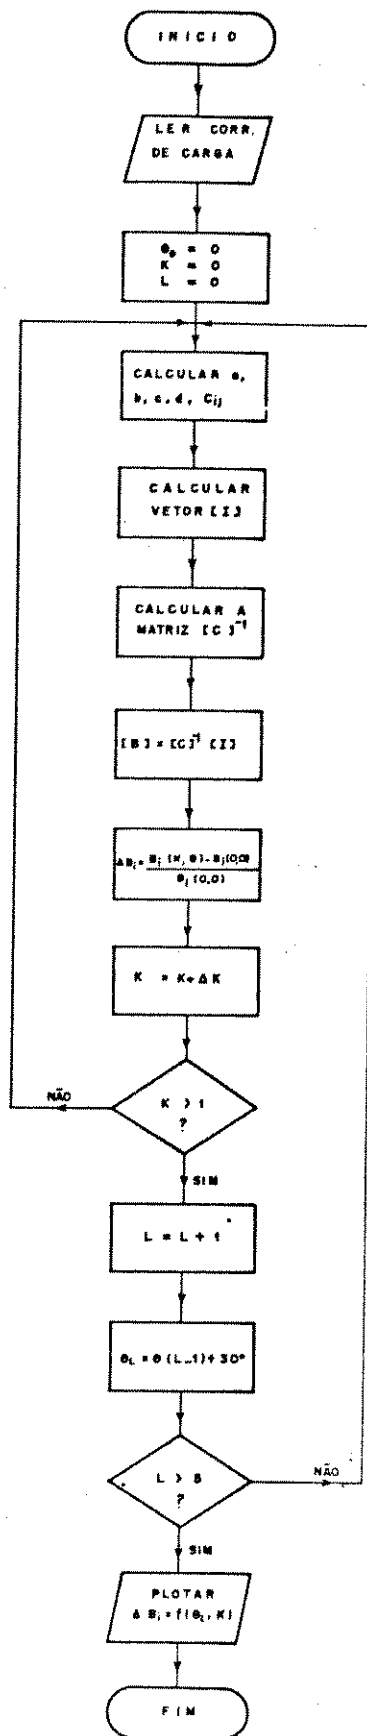 INICIO
LER CORR.
DE CARGA
θ₀ = 0
K = 0
L = 0
CALCULAR a,
b, c, d, Cij
CALCULAR
VETOR [I]
CALCULAR A
MATRIZ [C]⁻¹
[B] = [C]⁻¹ [I]
ΔBi = Bi (K, θ) - Bi (0,0)
Bi (0,0)
K = K + ΔK
K > 1
?
NÃO
SIM
L = L + 1
θL = θ (L-1) + 30°
L > 5
?
NÃO
SIM
PLOTAR
Δ Bi = f(θL, K)
FIM